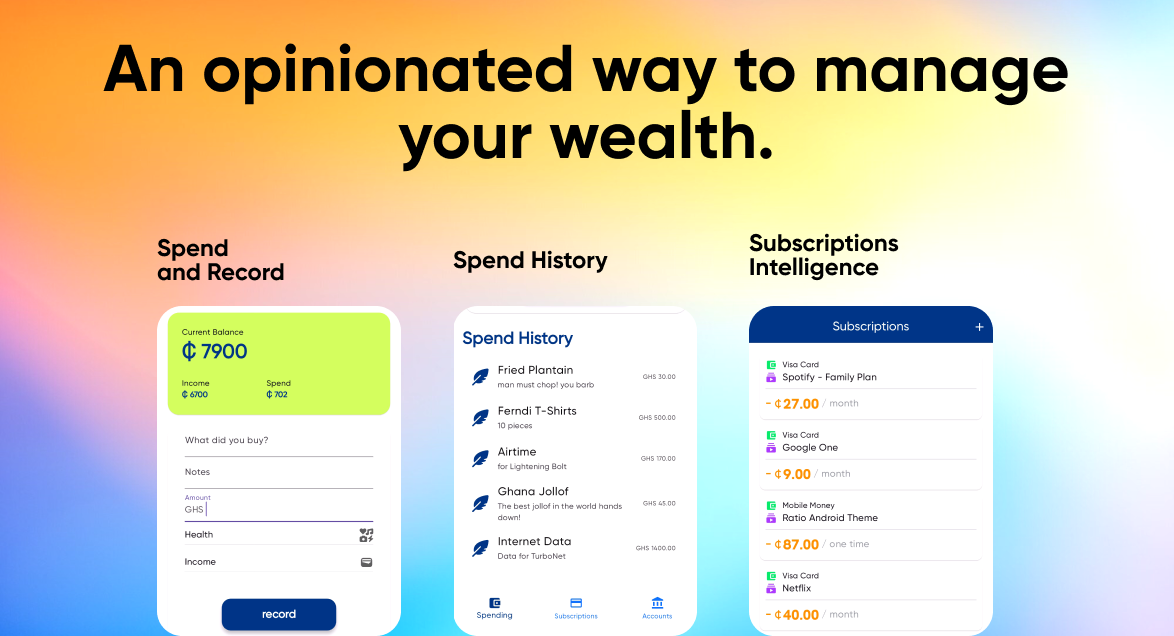 An opinionated way to manage
your wealth.
Spend
and Record
Current Balance
₵ 7900
Income
Spend
₵ 6700
₵ 702
What did you buy?
Notes
Amount
GHS
Health
Income
record
Spend History
Spend History
Fried Plantain
man must chop! you barb
GHS 30.00
Ferndi T-Shirts
10 pieces
GHS 500.00
Airtime
for Lightening Bolt
GHS 170.00
Ghana Jollof
The best jollof in the world hands
down!
GHS 45.00
Internet Data
Data for TurboNet
GHS 1400.00
Spending
Subscriptions
Accounts
Subscriptions
Intelligence
Subscriptions +
Visa Card
Spotify - Family Plan
- ₵27.00 / month
Visa Card
Google One
- ₵9.00 / month
Mobile Money
Ratio Android Theme
- ₵87.00 / one time
Visa Card
Netflix
- ₵40.00 / month